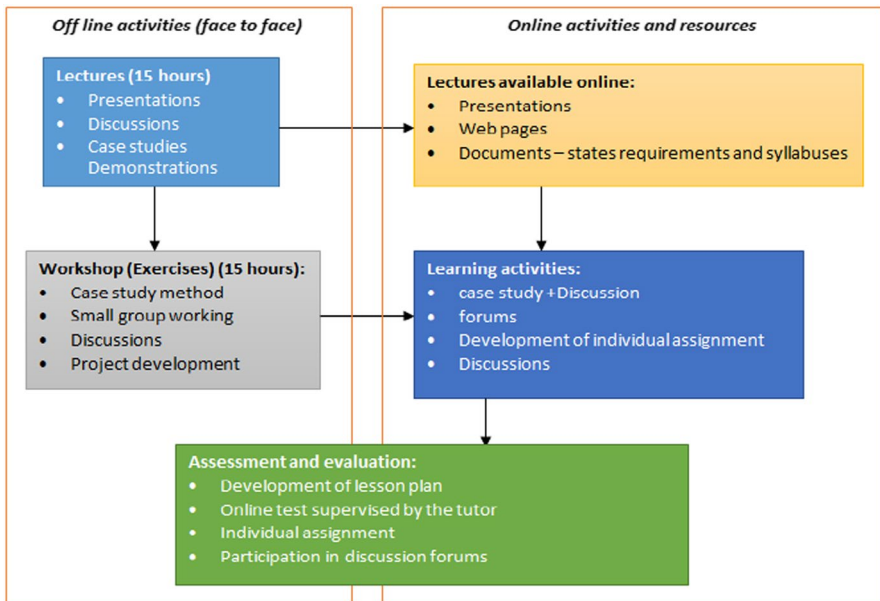 Off line activities (face to face)
Online activities and resources
Lectures (15 hours)
• Presentations
• Discussions
• Case studies
Demonstrations
Lectures available online:
• Presentations
• Web pages
• Documents – states requirements and syllabuses
Workshop (Exercises) (15 hours):
• Case study method
• Small group working
• Discussions
• Project development
Learning activities:
• case study +Discussion
• forums
• Development of individual assignment
• Discussions
Assessment and evaluation:
• Development of lesson plan
• Online test supervised by the tutor
• Individual assignment
• Participation in discussion forums